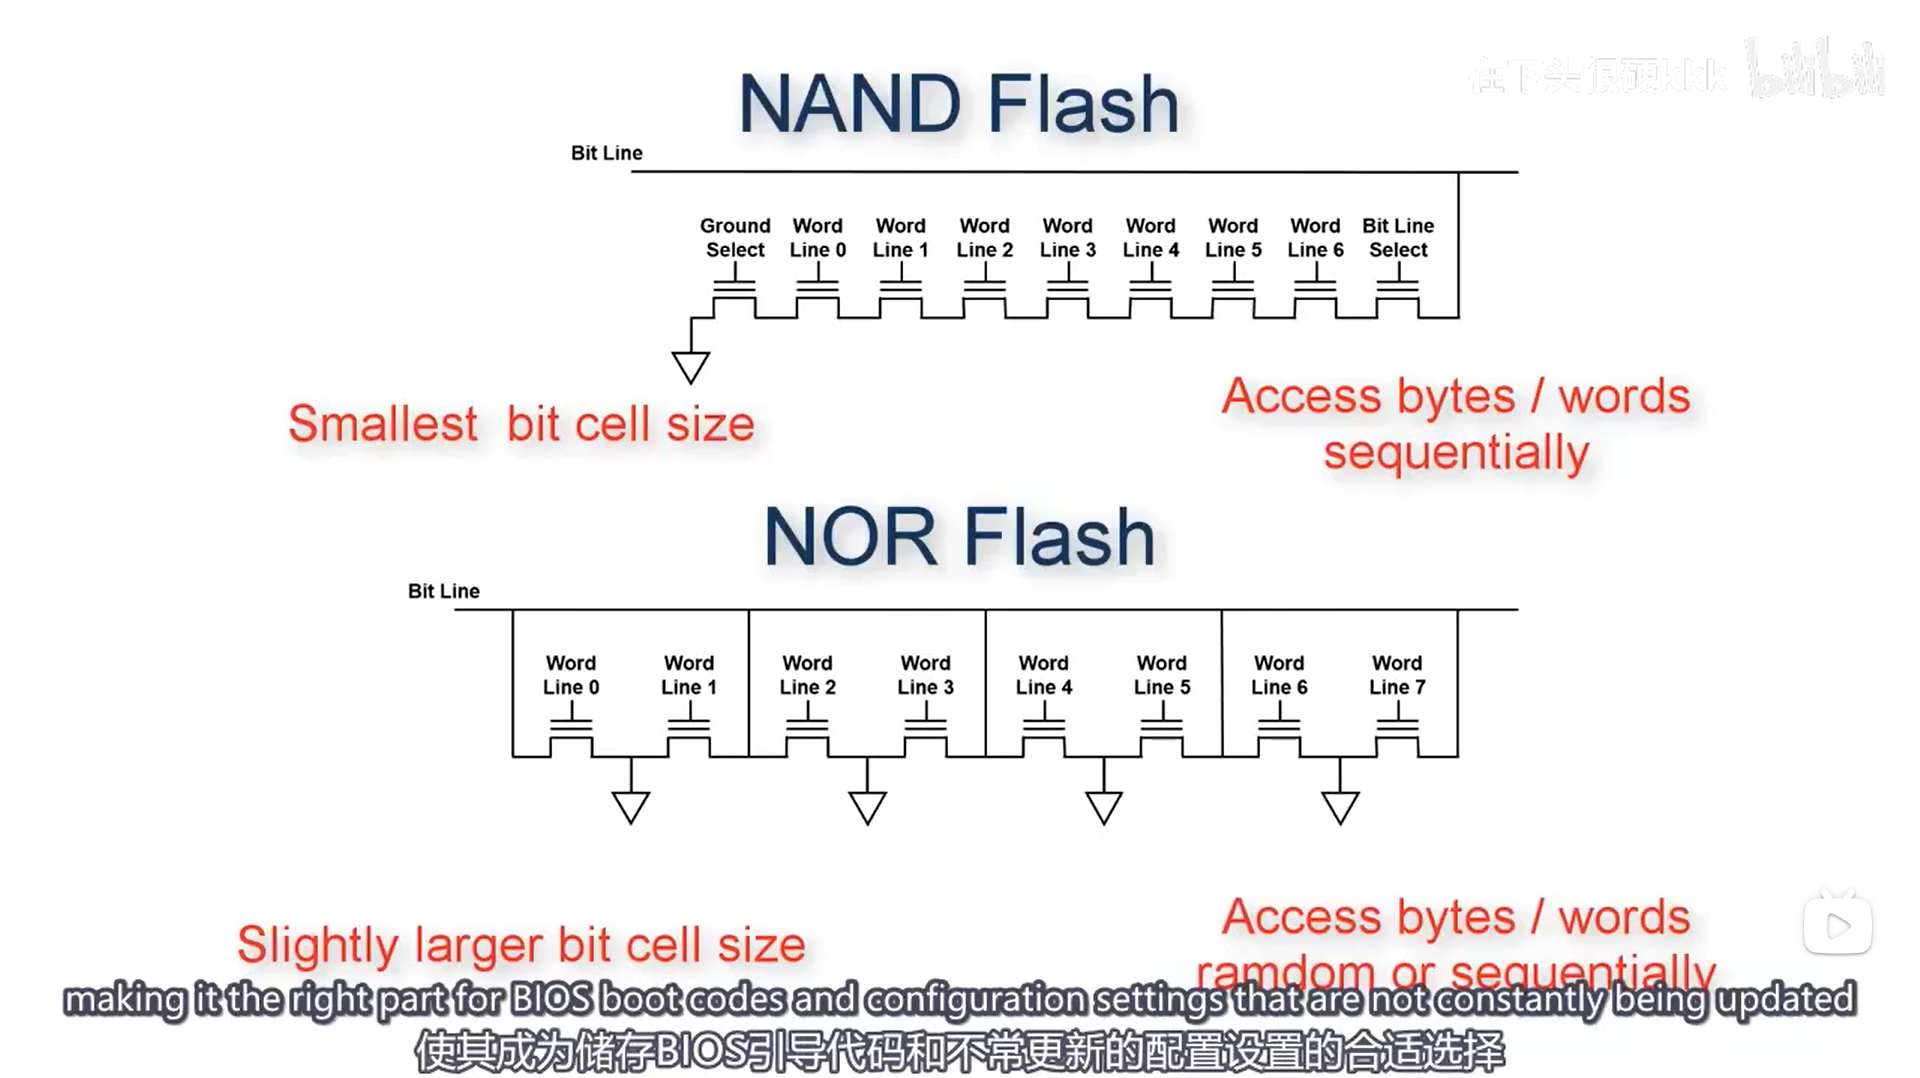 在下头很硬kkk bilibili
NAND Flash
Bit Line
Ground Select
Word Line 0
Word Line 1
Word Line 2
Word Line 3
Word Line 4
Word Line 5
Word Line 6
Bit Line Select
Smallest bit cell size
Access bytes / words
sequentially
NOR Flash
Bit Line
Word Line 0
Word Line 1
Word Line 2
Word Line 3
Word Line 4
Word Line 5
Word Line 6
Word Line 7
Slightly larger bit cell size
Access bytes / words
ramdom or sequentially
making it the right part for BIOS boot codes and configuration settings that are not constantly being updated
使其成为储存BIOS引导代码和不常更新的配置设置的合适选择